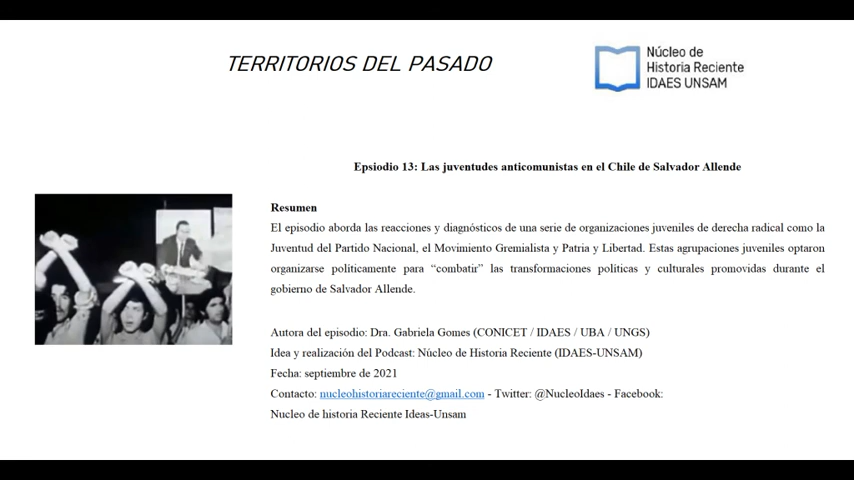 TERRITORIOS DEL PASADO
Núcleo de
Historia Reciente
IDAES UNSAM
Epsiodio 13: Las juventudes anticomunistas en el Chile de Salvador Allende
Resumen
El episodio aborda las reacciones y diagnósticos de una serie de organizaciones juveniles de derecha radical como la
Juventud del Partido Nacional, el Movimiento Gremialista y Patria y Libertad. Estas agrupaciones juveniles optaron
organizarse políticamente para “combatir” las transformaciones políticas y culturales promovidas durante el
gobierno de Salvador Allende.
Autora del episodio: Dra. Gabriela Gomes (CONICET / IDAES / UBA / UNGS)
Idea y realización del Podcast: Núcleo de Historia Reciente (IDAES-UNSAM)
Fecha: septiembre de 2021
Contacto: nucleohistoriareciente@gmail.com - Twitter: @NucleoIdaes - Facebook:
Nucleo de historia Reciente Ideas-Unsam